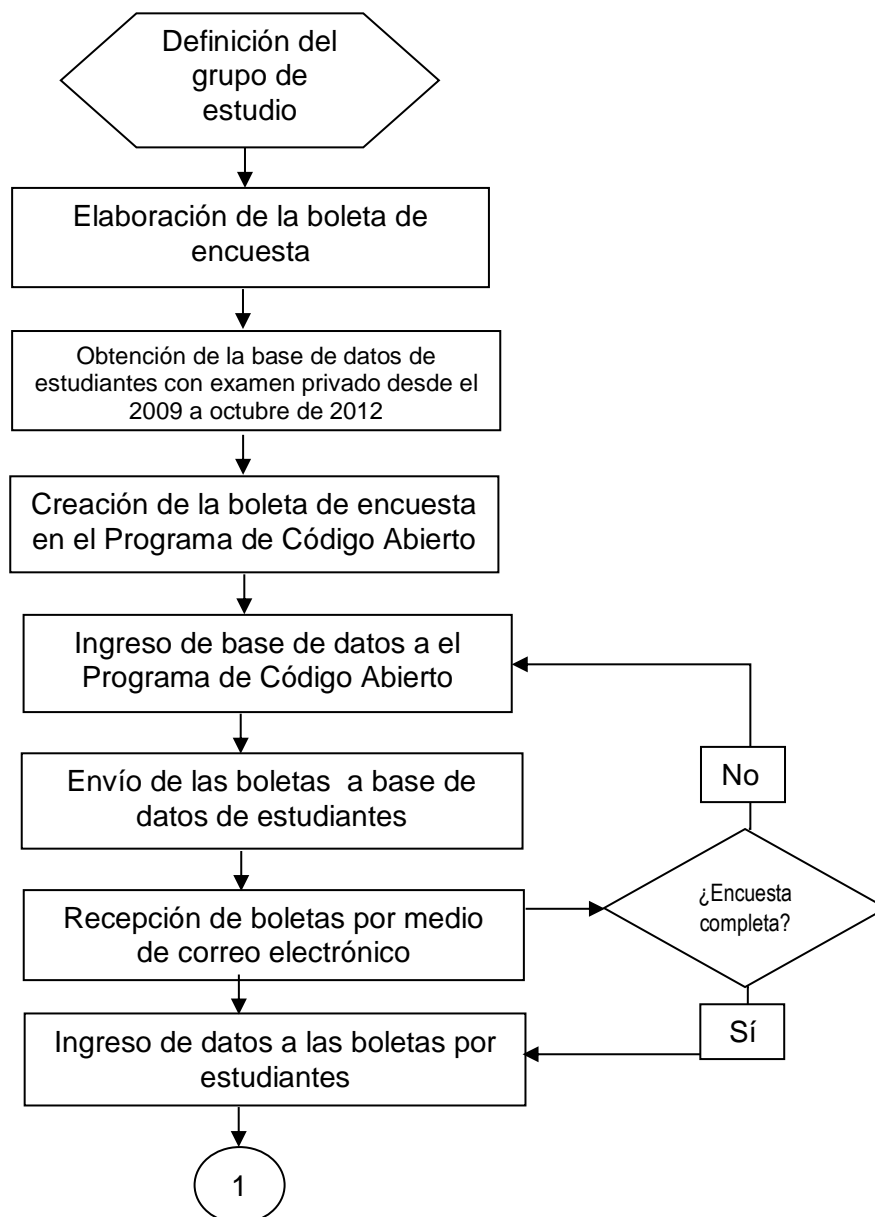 Definición del
grupo de
estudio
Elaboración de la boleta de
encuesta
Obtención de la base de datos de
estudiantes con examen privado desde el
2009 a octubre de 2012
Creación de la boleta de encuesta
en el Programa de Código Abierto
Ingreso de base de datos a el
Programa de Código Abierto
Envío de las boletas a base de
datos de estudiantes
No
¿Encuesta
completa?
Recepción de boletas por medio
de correo electrónico
Sí
Ingreso de datos a las boletas por
estudiantes
1